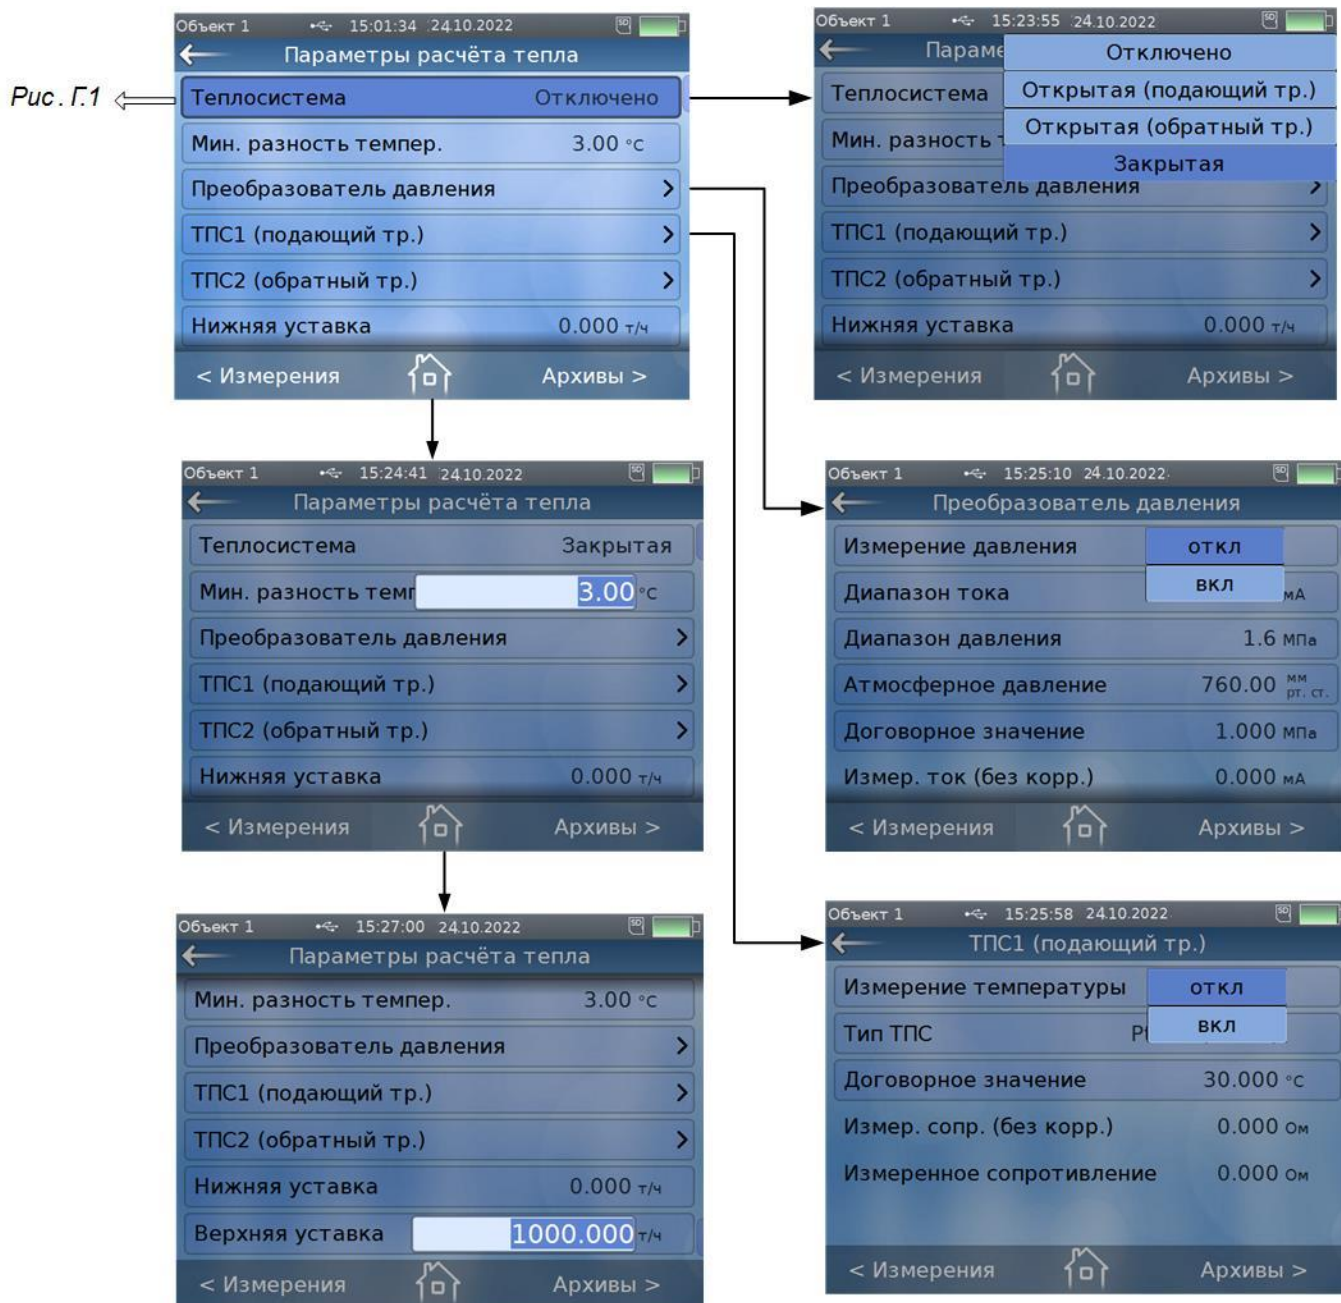 Рис. Г.1
Объект 1 15:01:34 24.10.2022 SD
Параметры расчёта тепла
Теплосистема Отключено
Мин. разность темпер. 3.00 °C
Преобразователь давления >
ТПС1 (подающий тр.) >
ТПС2 (обратный тр.) >
Нижняя уставка 0.000 т/ч
< Измерения Архивы >
Объект 1 15:23:55 24.10.2022 SD
Параме
Отключено
Теплосистема Открытая (подающий тр.)
Открытая (обратный тр.)
Мин. разность
Закрытая
Преобразователь давления >
ТПС1 (подающий тр.) >
ТПС2 (обратный тр.) >
Нижняя уставка 0.000 т/ч
< Измерения Архивы >
Объект 1 15:24:41 24.10.2022 SD
Параметры расчёта тепла
Теплосистема Закрытая
Мин. разность темп 3.00 °C
Преобразователь давления >
ТПС1 (подающий тр.) >
ТПС2 (обратный тр.) >
Нижняя уставка 0.000 т/ч
< Измерения Архивы >
Объект 1 15:25:10 24.10.2022 SD
Преобразователь давления
Измерение давления откл
вкл
Диапазон тока мА
Диапазон давления 1.6 МПа
Атмосферное давление 760.00 мм рт. ст.
Договорное значение 1.000 МПа
Измер. ток (без корр.) 0.000 мА
< Измерения Архивы >
Объект 1 15:27:00 24.10.2022 SD
Параметры расчёта тепла
Мин. разность темпер. 3.00 °C
Преобразователь давления >
ТПС1 (подающий тр.) >
ТПС2 (обратный тр.) >
Нижняя уставка 0.000 т/ч
Верхняя уставка 1000.000 т/ч
< Измерения Архивы >
Объект 1 15:25:58 24.10.2022 SD
ТПС1 (подающий тр.)
Измерение температуры откл
вкл
Тип ТПС P
Договорное значение 30.000 °C
Измер. сопр. (без корр.) 0.000 Ом
Измеренное сопротивление 0.000 Ом
< Измерения Архивы >